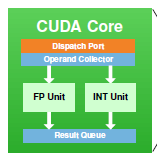 CUDA Core
Dispatch Port
Operand Collector
FP Unit
INT Unit
Result Queue